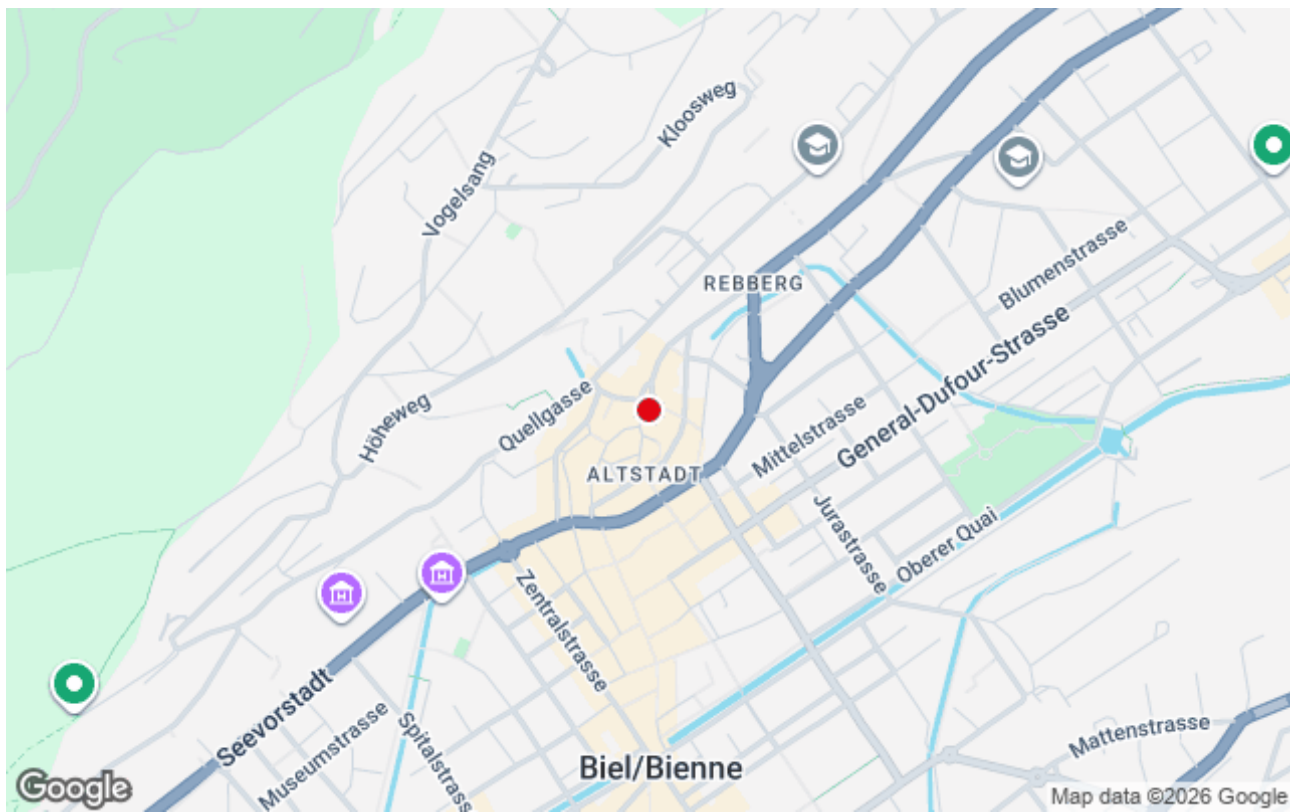 Kloosweg
Vogelsang
REBBERG
Blumenstrasse
General-Dufour-Strasse
Höheweg
Quellgasse
Mittelstrasse
ALTSTADT
Jurastrasse
Oberer Quai
Zentralstrasse
Seevorstadt
Museumstrasse
Spitalstrasse
Mattenstrasse
Biel/Bienne
Google
Map data ©2026 Google